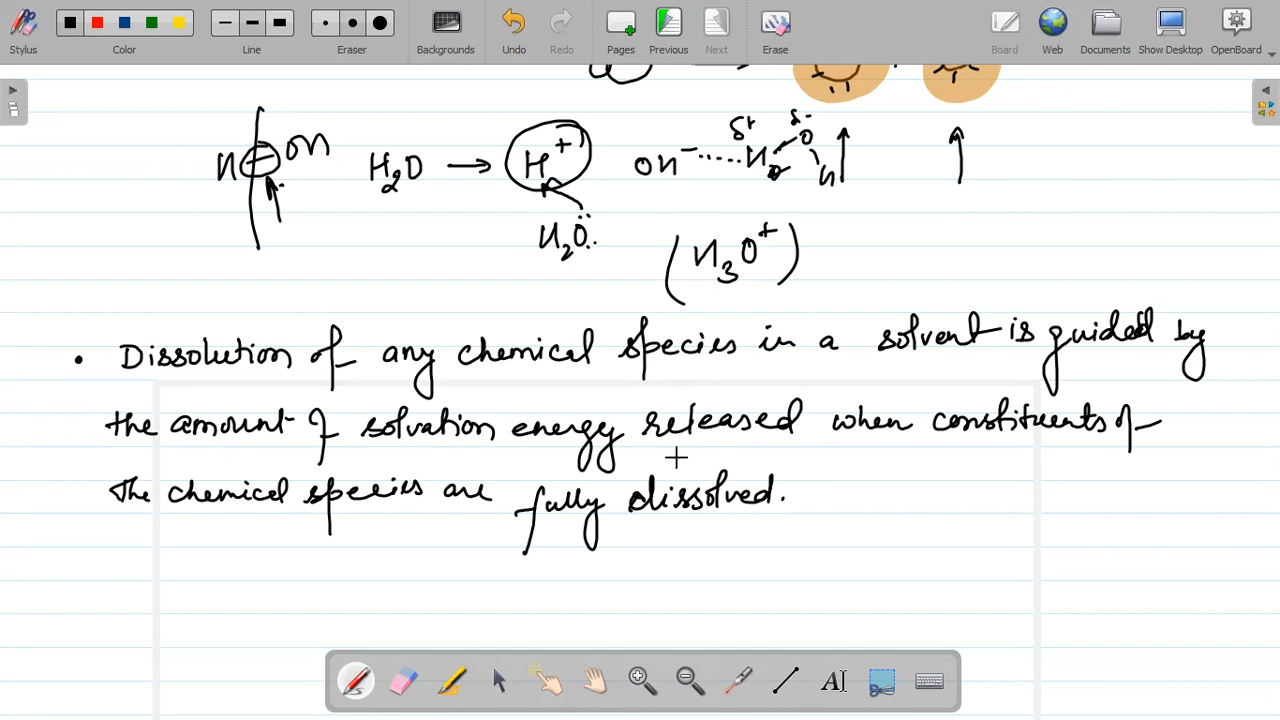 Stylus Color Line Eraser Backgrounds Undo Redo Pages Previous Next Erase Board Web Documents Show Desktop OpenBoard
H OH H₂O → H⁺ OH⁻ H O H δ+ δ-
H₂O
(H₃O⁺)
• Dissolution of any chemical species in a solvent is guided by
the amount of solvation energy released when constituents of
the chemical species are fully dissolved.